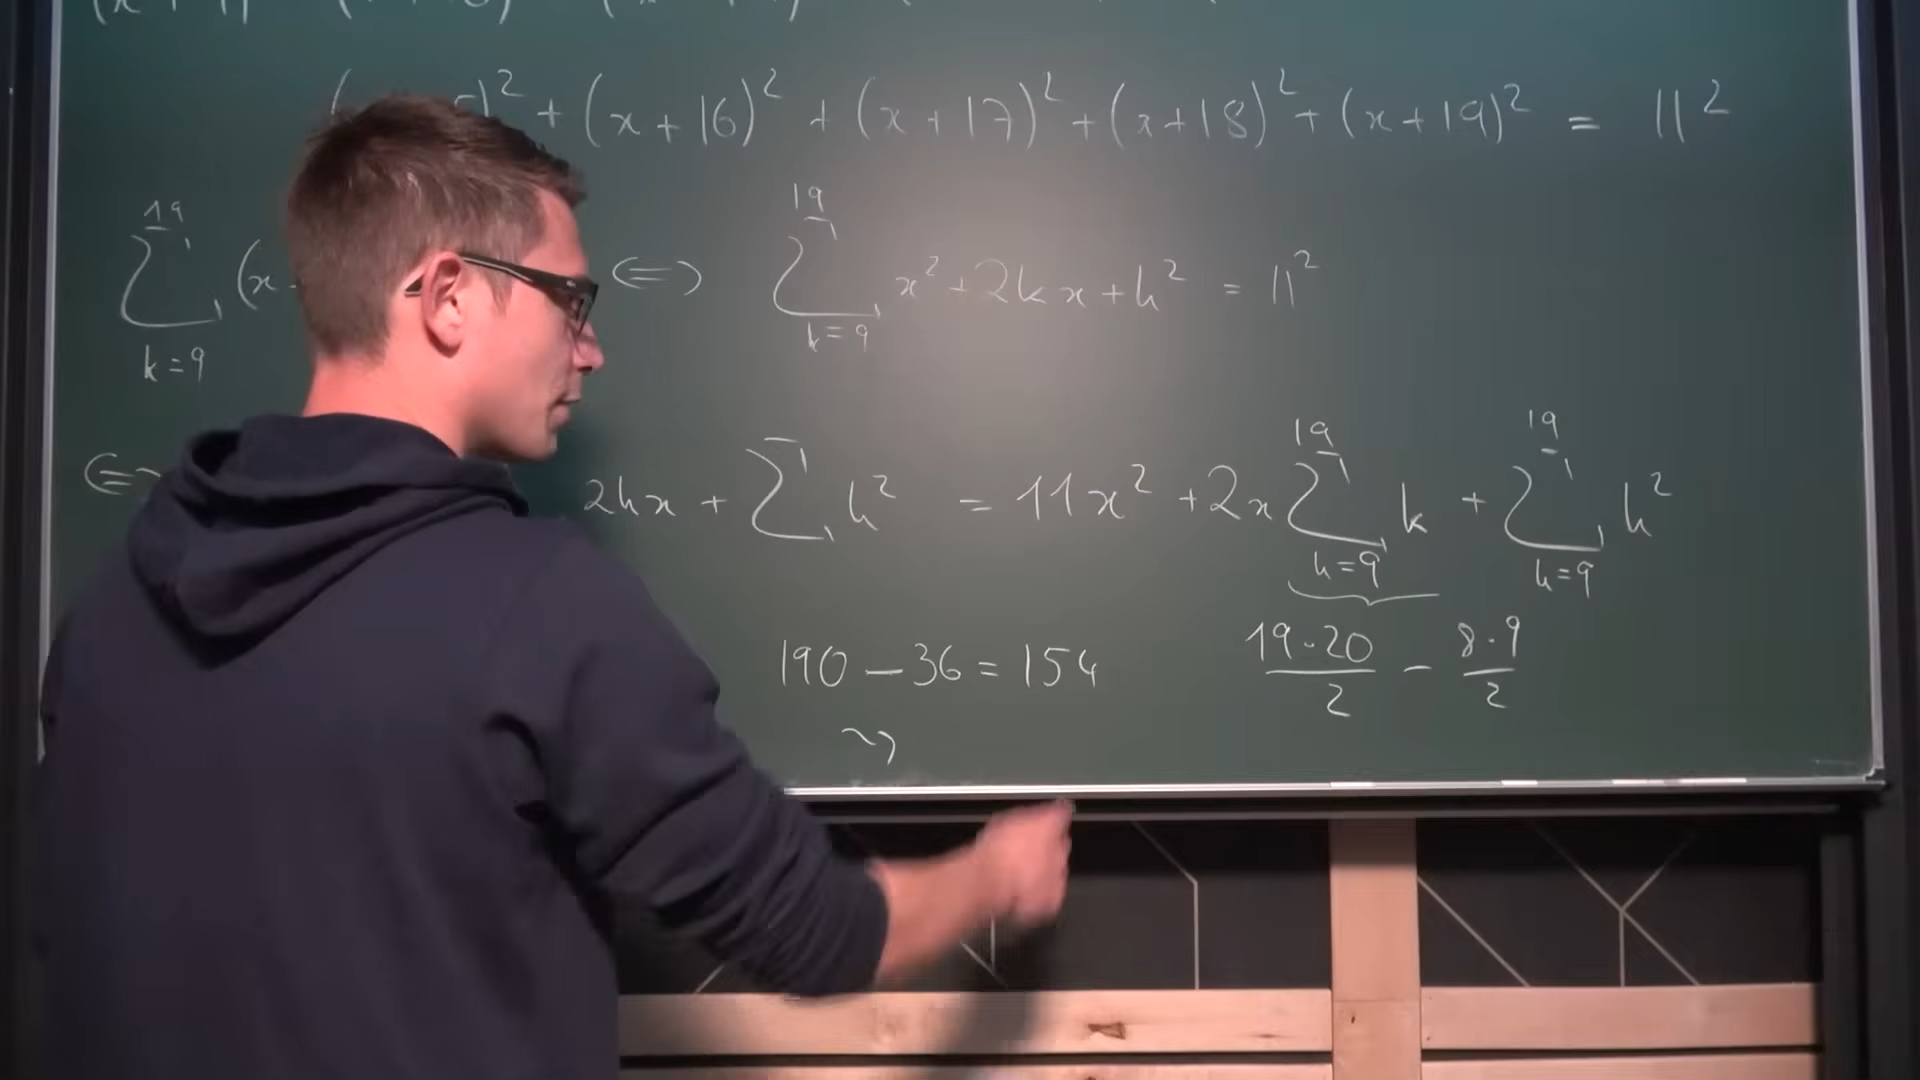 )² + (x+16)² + (x+17)² + (x+18)² + (x+19)² = 11²
19
∑ (x
k=9
⟺
19
∑ x² + 2kx + k² = 11²
k=9
⟺ 2kx + ∑ k² = 11x² + 2x
19
∑ k
k=9
+
19
∑ k²
k=9
190 - 36 = 154
19·20/2 - 8·9/2